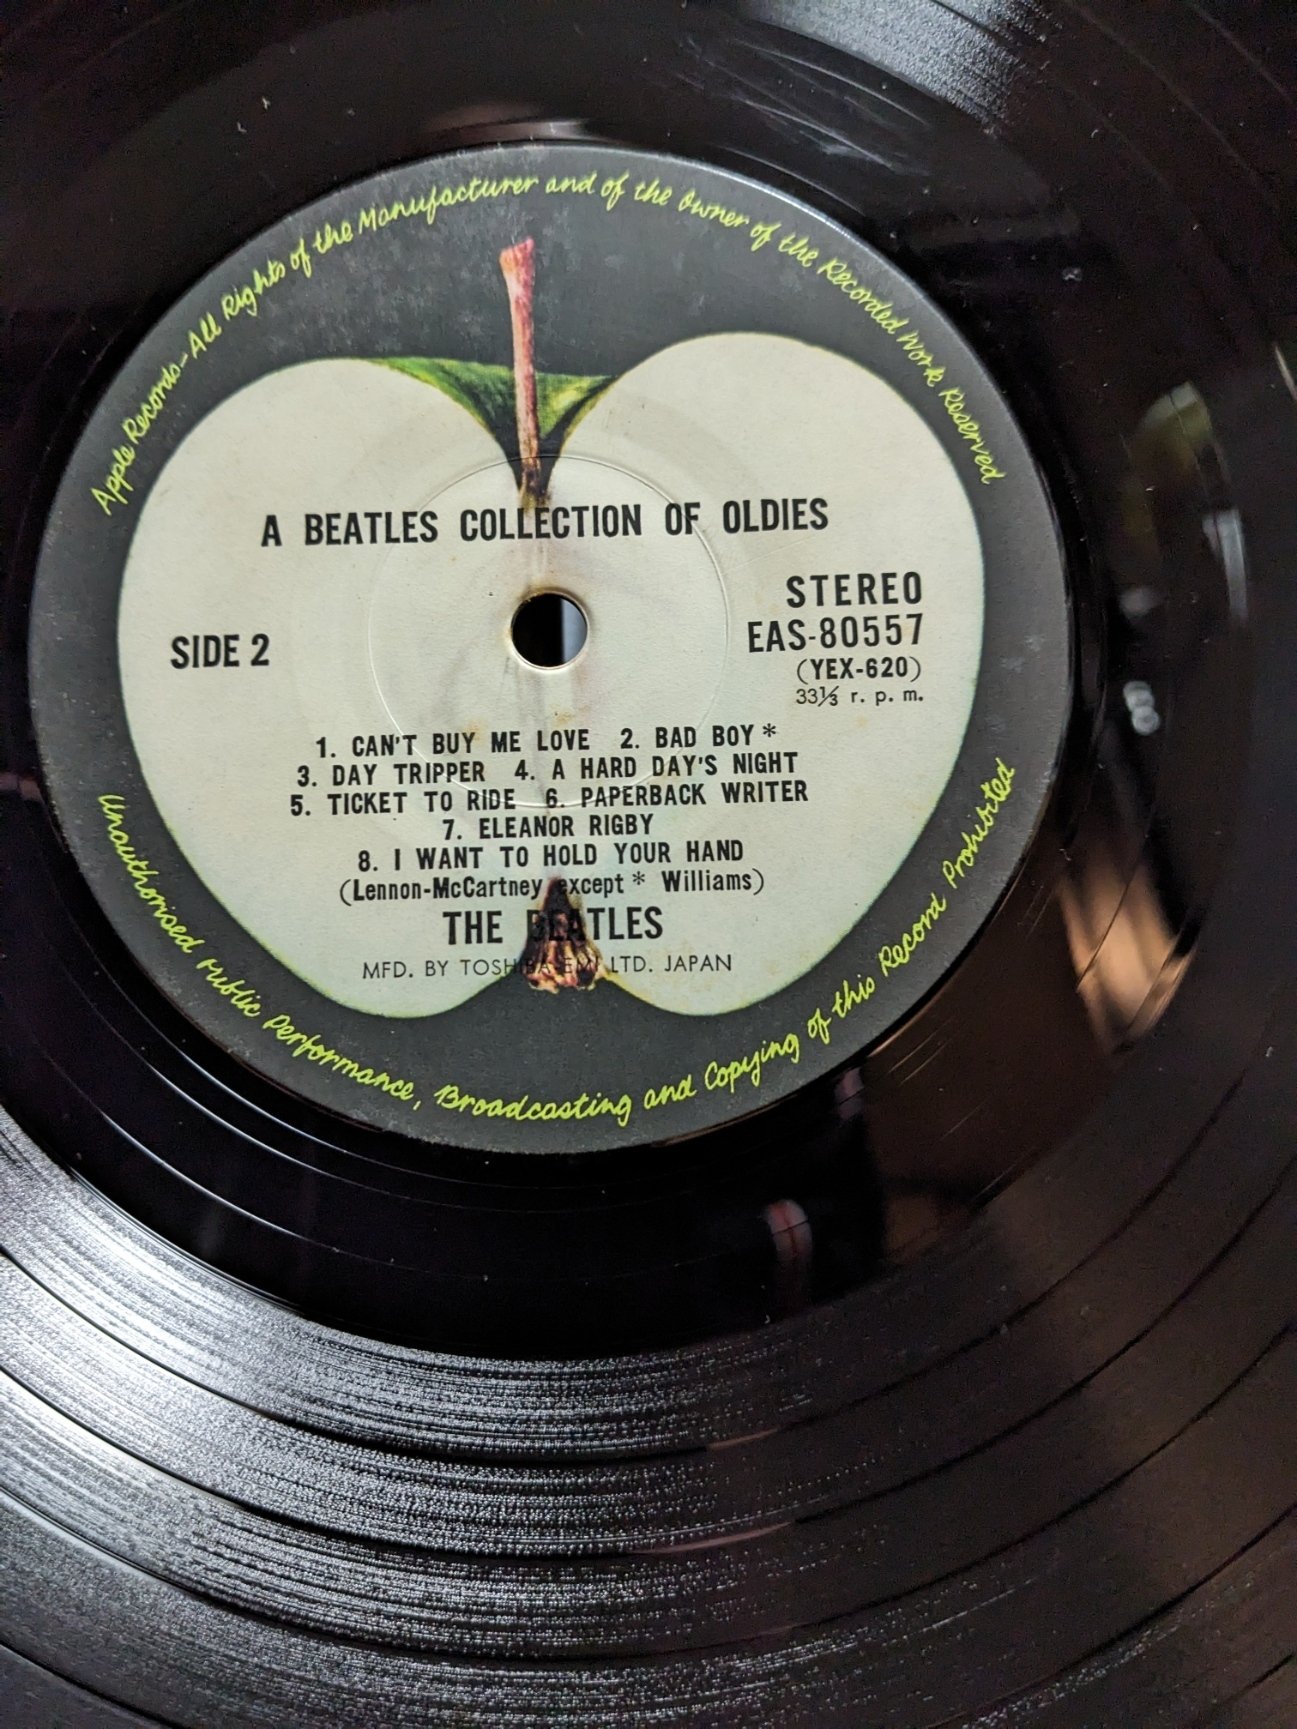 Apple Records-All Rights of the Manufacturer and of the Owner of the Recorded Work Reserved
A BEATLES COLLECTION OF OLDIES
STEREO
EAS-80557
(YEX-620)
33⅓ r. p. m.
SIDE 2
1. CAN'T BUY ME LOVE 2. BAD BOY *
3. DAY TRIPPER 4. A HARD DAY'S NIGHT
5. TICKET TO RIDE 6. PAPERBACK WRITER
7. ELEANOR RIGBY
8. I WANT TO HOLD YOUR HAND
(Lennon-McCartney except * Williams)
THE BEATLES
MFD. BY TOSHIBA EMI LTD. JAPAN
Unauthorised Public Performance, Broadcasting and Copying of this Record Prohibited